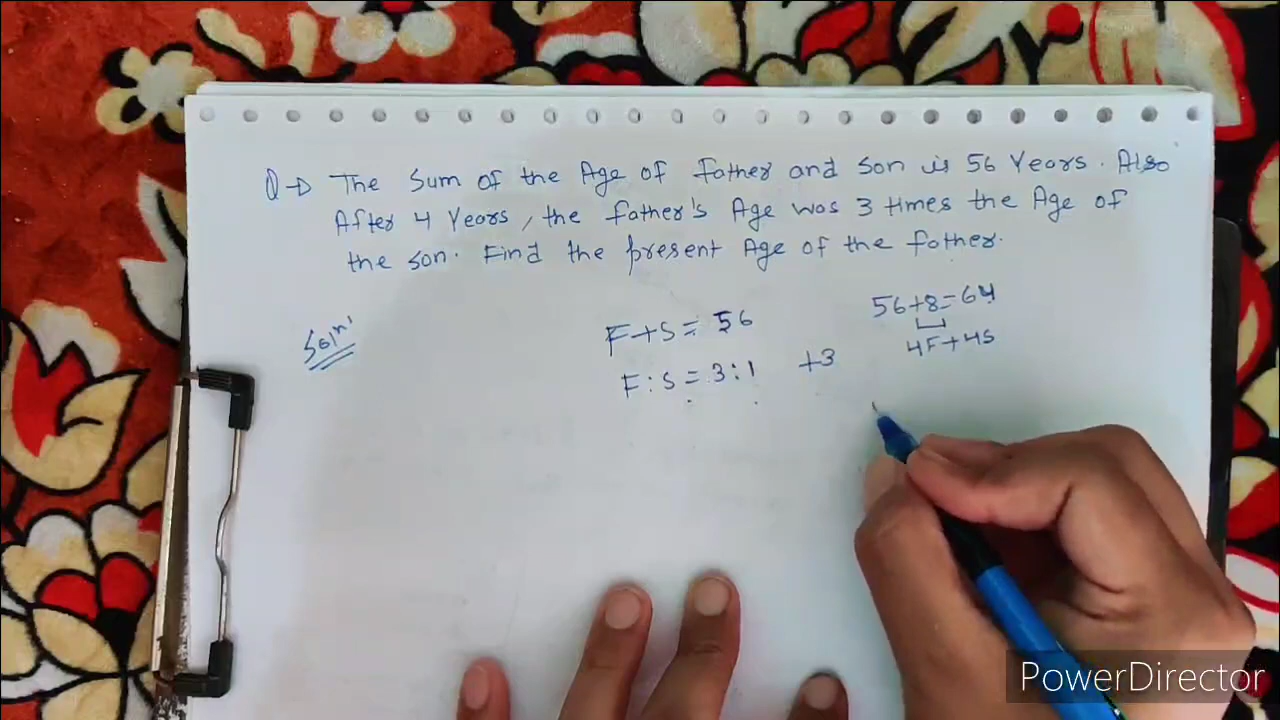 Q→ The Sum of the Age of father and son is 56 Years. Also
After 4 Years, the father's Age was 3 times the Age of
the son. Find the present Age of the father.
Soln'
F+S = 56
56+8=64
4F+4S
F:S = 3:1 +3
PowerDirector